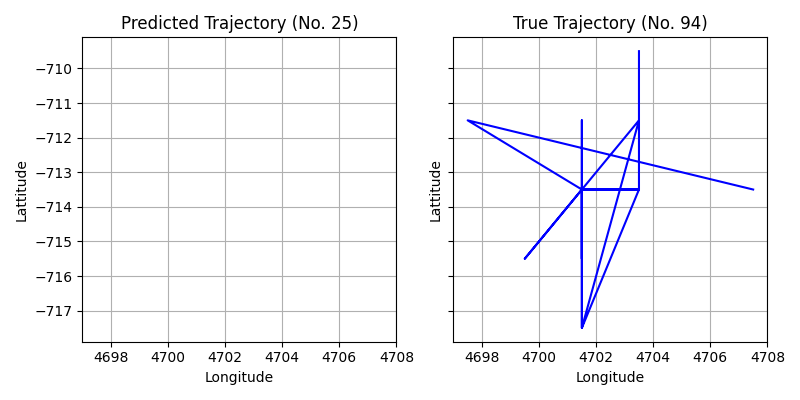 Predicted Trajectory (No. 25)
True Trajectory (No. 94)
−710
−711
−712
−713
−714
−715
−716
−717
Lattitude
Lattitude
4698 4700 4702 4704 4706 4708
4698 4700 4702 4704 4706 4708
Longitude
Longitude